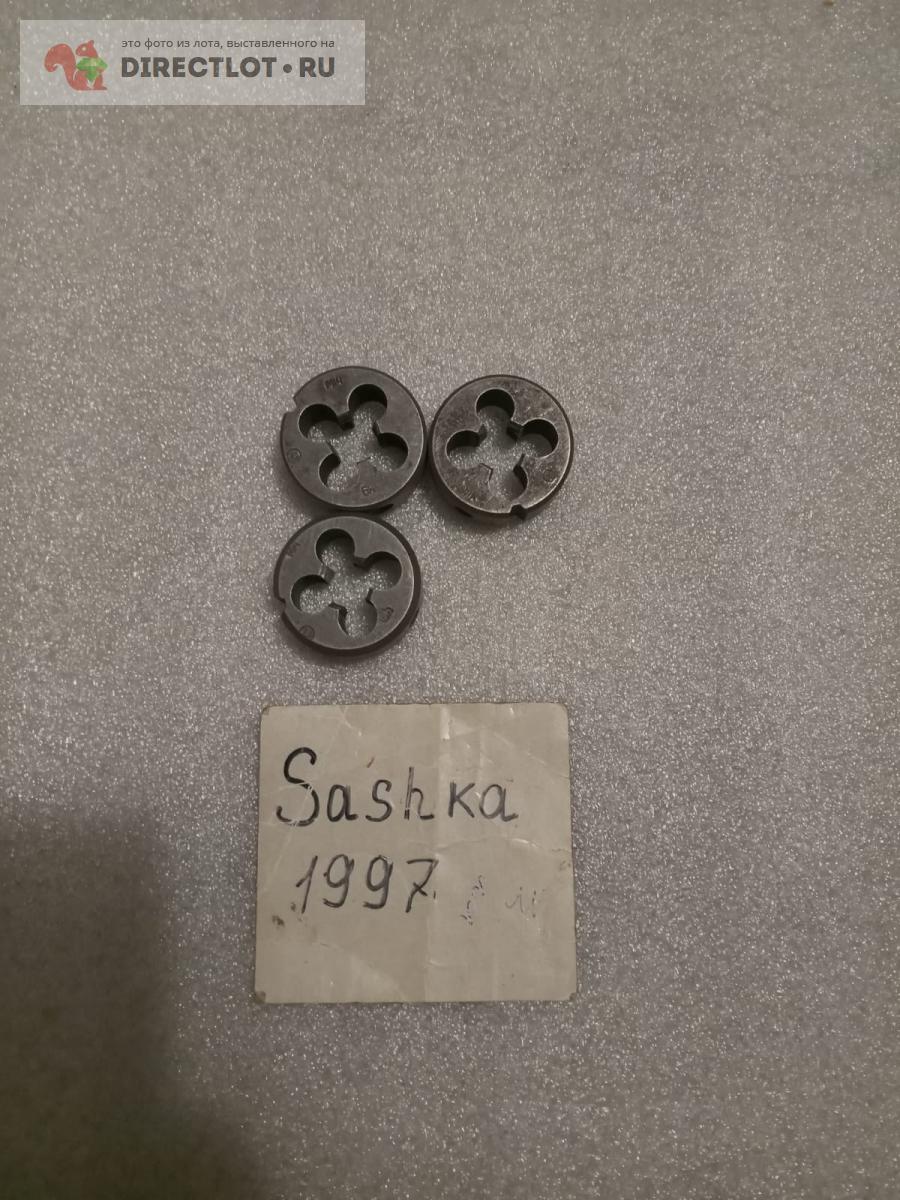 это фото из лота, выставленного на
DIRECTLOT.RU
Sashka
1997